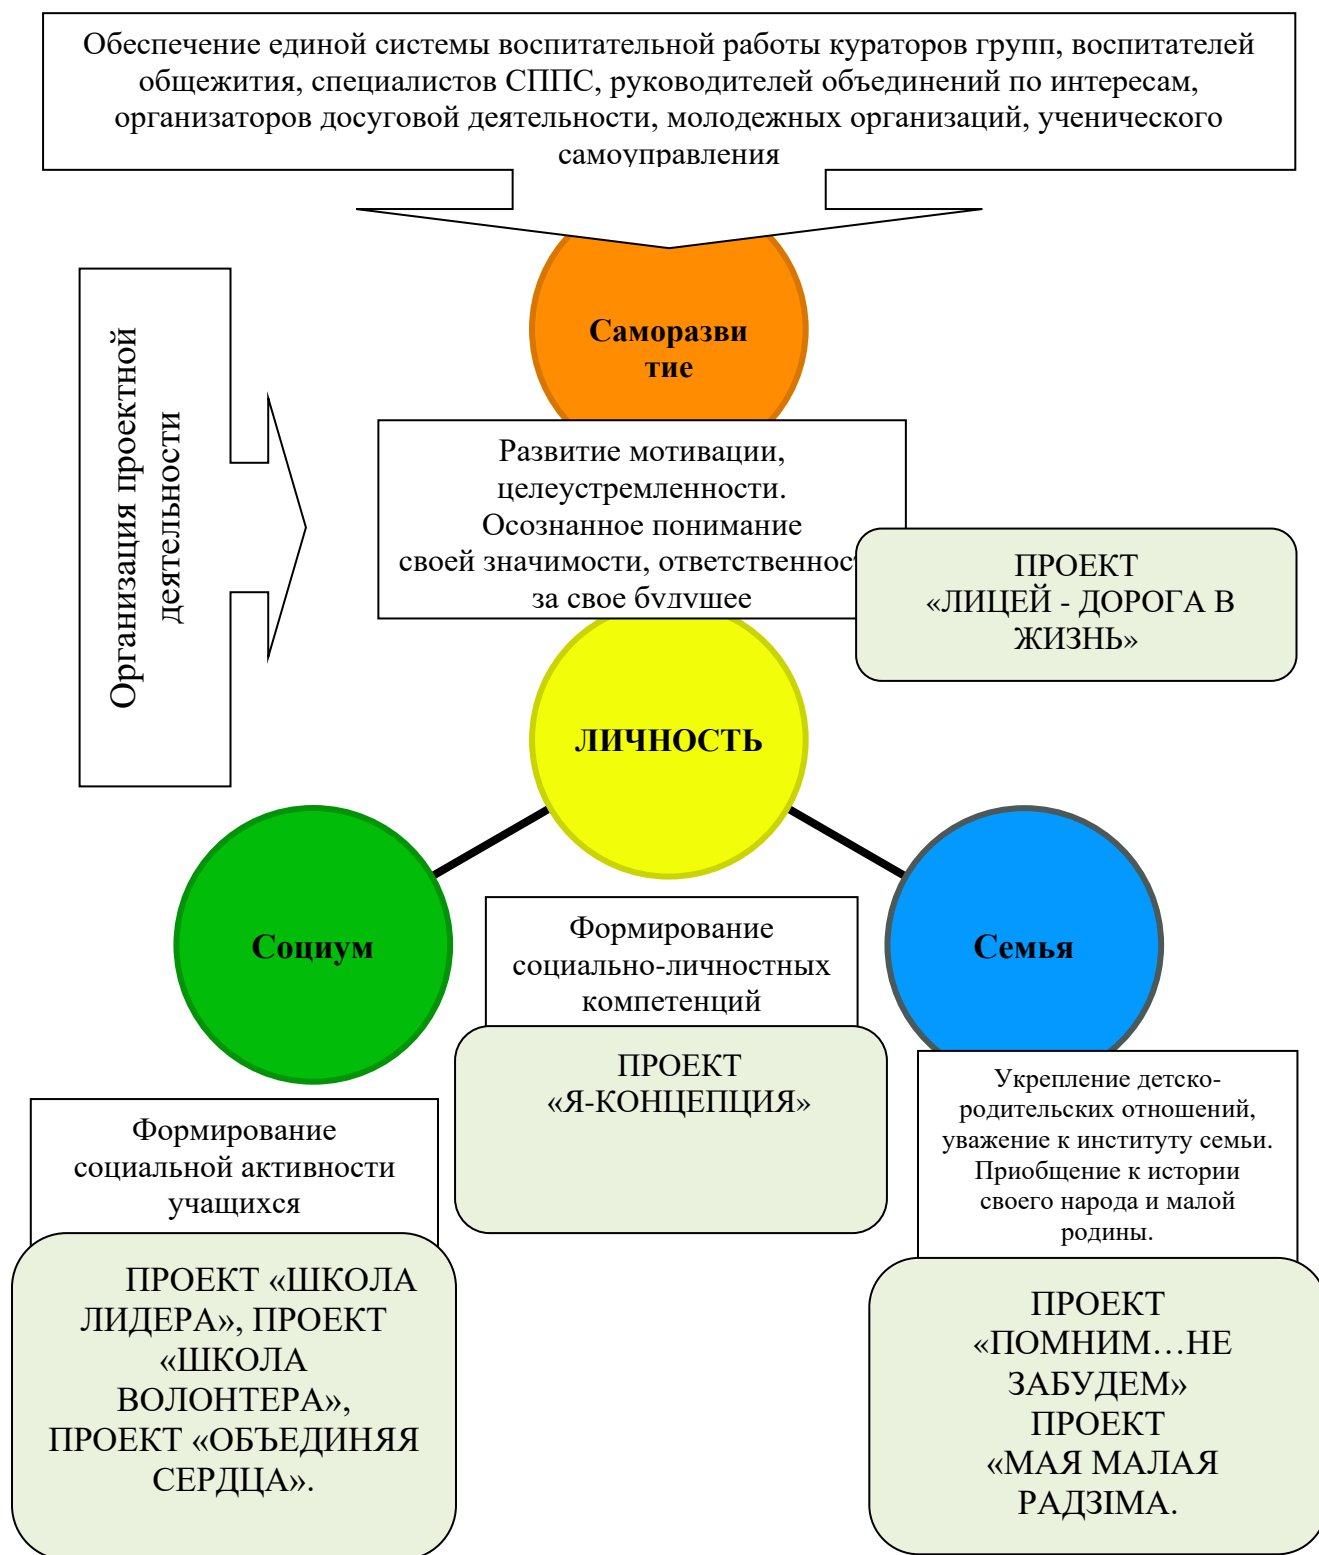 Обеспечение единой системы воспитательной работы кураторов групп, воспитателей
общежития, специалистов СППС, руководителей объединений по интересам,
организаторов досуговой деятельности, молодежных организаций, ученического
самоуправления
Организация проектной
деятельности
Саморазви
тие
Развитие мотивации,
целеустремленности.
Осознанное понимание
своей значимости, ответственност
за свое будущее
ПРОЕКТ
«ЛИЦЕЙ - ДОРОГА В
ЖИЗНЬ»
ЛИЧНОСТЬ
Социум
Семья
Формирование
социально-личностных
компетенций
ПРОЕКТ
«Я-КОНЦЕПЦИЯ»
Формирование
социальной активности
учащихся
ПРОЕКТ «ШКОЛА
ЛИДЕРА», ПРОЕКТ
«ШКОЛА
ВОЛОНТЕРА»,
ПРОЕКТ «ОБЪЕДИНЯЯ
СЕРДЦА».
Укрепление детско-
родительских отношений,
уважение к институту семьи.
Приобщение к истории
своего народа и малой
родины.
ПРОЕКТ
«ПОМНИМ…НЕ
ЗАБУДЕМ»
ПРОЕКТ
«МАЯ МАЛАЯ
РАДЗІМА.